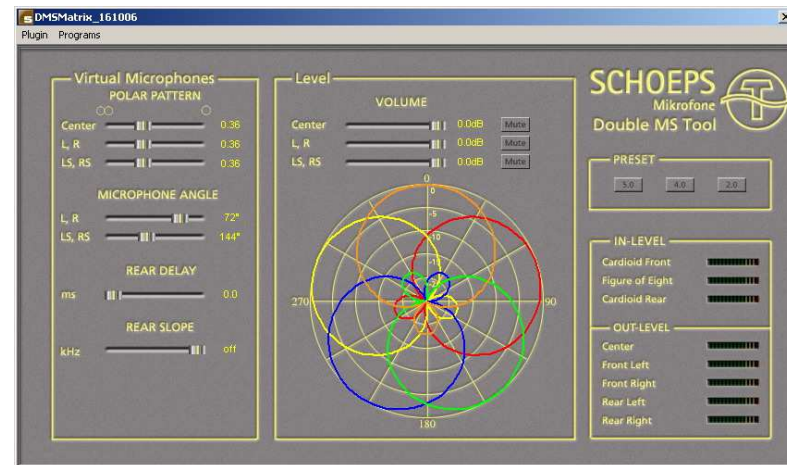 DMSMatrix_161006
Plugin Programs
Virtual Microphones
POLAR PATTERN
Center 0.36
L, R 0.36
LS, RS 0.36
MICROPHONE ANGLE
L, R 72°
LS, RS 144°
REAR DELAY
ms 0.0
REAR SLOPE
kHz off
Level
VOLUME
Center 0.0dB Mute
L, R 0.0dB Mute
LS, RS 0.0dB Mute
0
0
-5
-10
-15
270
90
180
SCHOEPS
Mikrofone
Double MS Tool
PRESET
5.0 4.0 2.0
IN-LEVEL
Cardioid Front
Figure of Eight
Cardioid Rear
OUT-LEVEL
Center
Front Left
Front Right
Rear Left
Rear Right